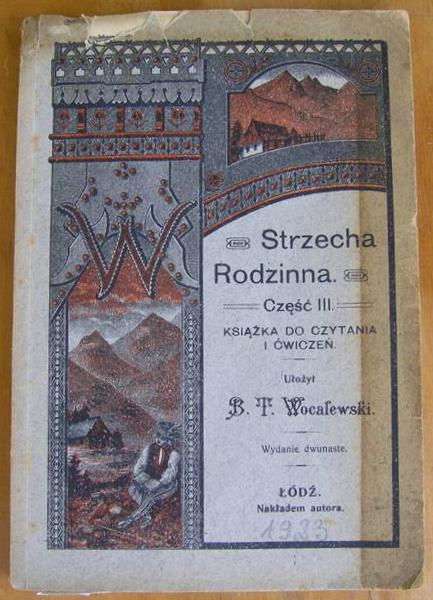 W
Strzecha
Rodzinna.
Część III.
KSIĄŻKA DO CZYTANIA
I ĆWICZEŃ.
Ułożył
B. T. Wocalewski.
Wydanie dwunaste.
ŁÓDŹ.
Nakładem autora.
1923